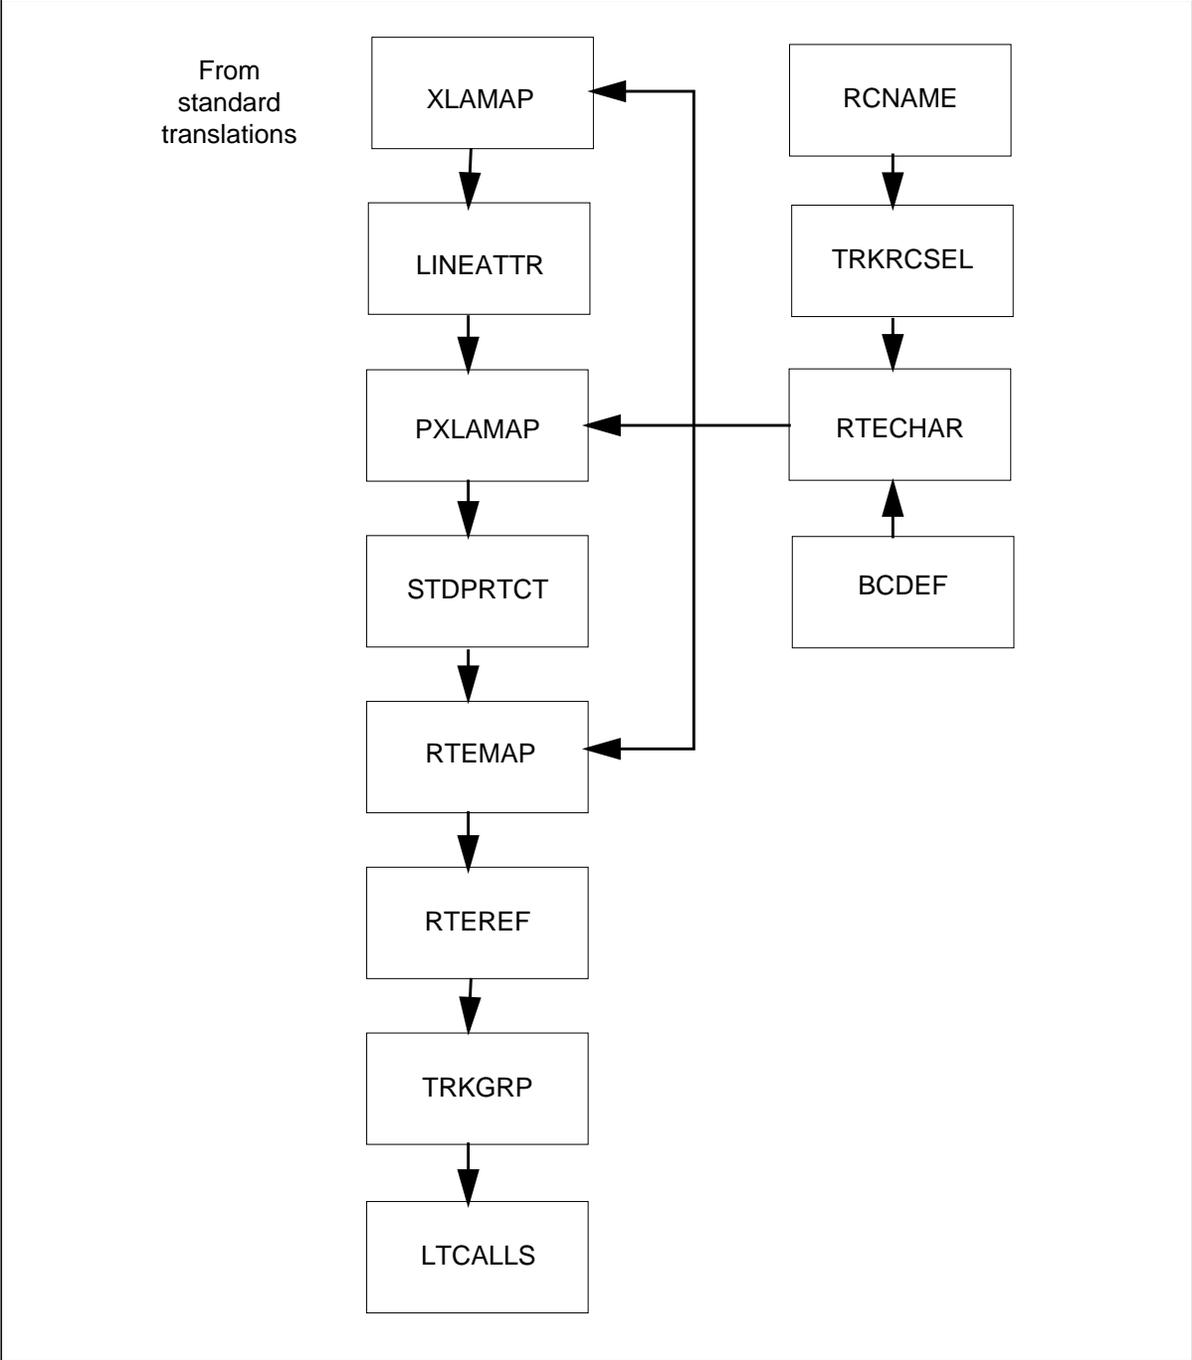 From
standard
translations
XLAMAP
RCNAME
LINEATTR
TRKRCSEL
PXLAMAP
RTECHAR
STDPRTCT
BCDEF
RTEMAP
RTEREF
TRKGRP
LTCALLS